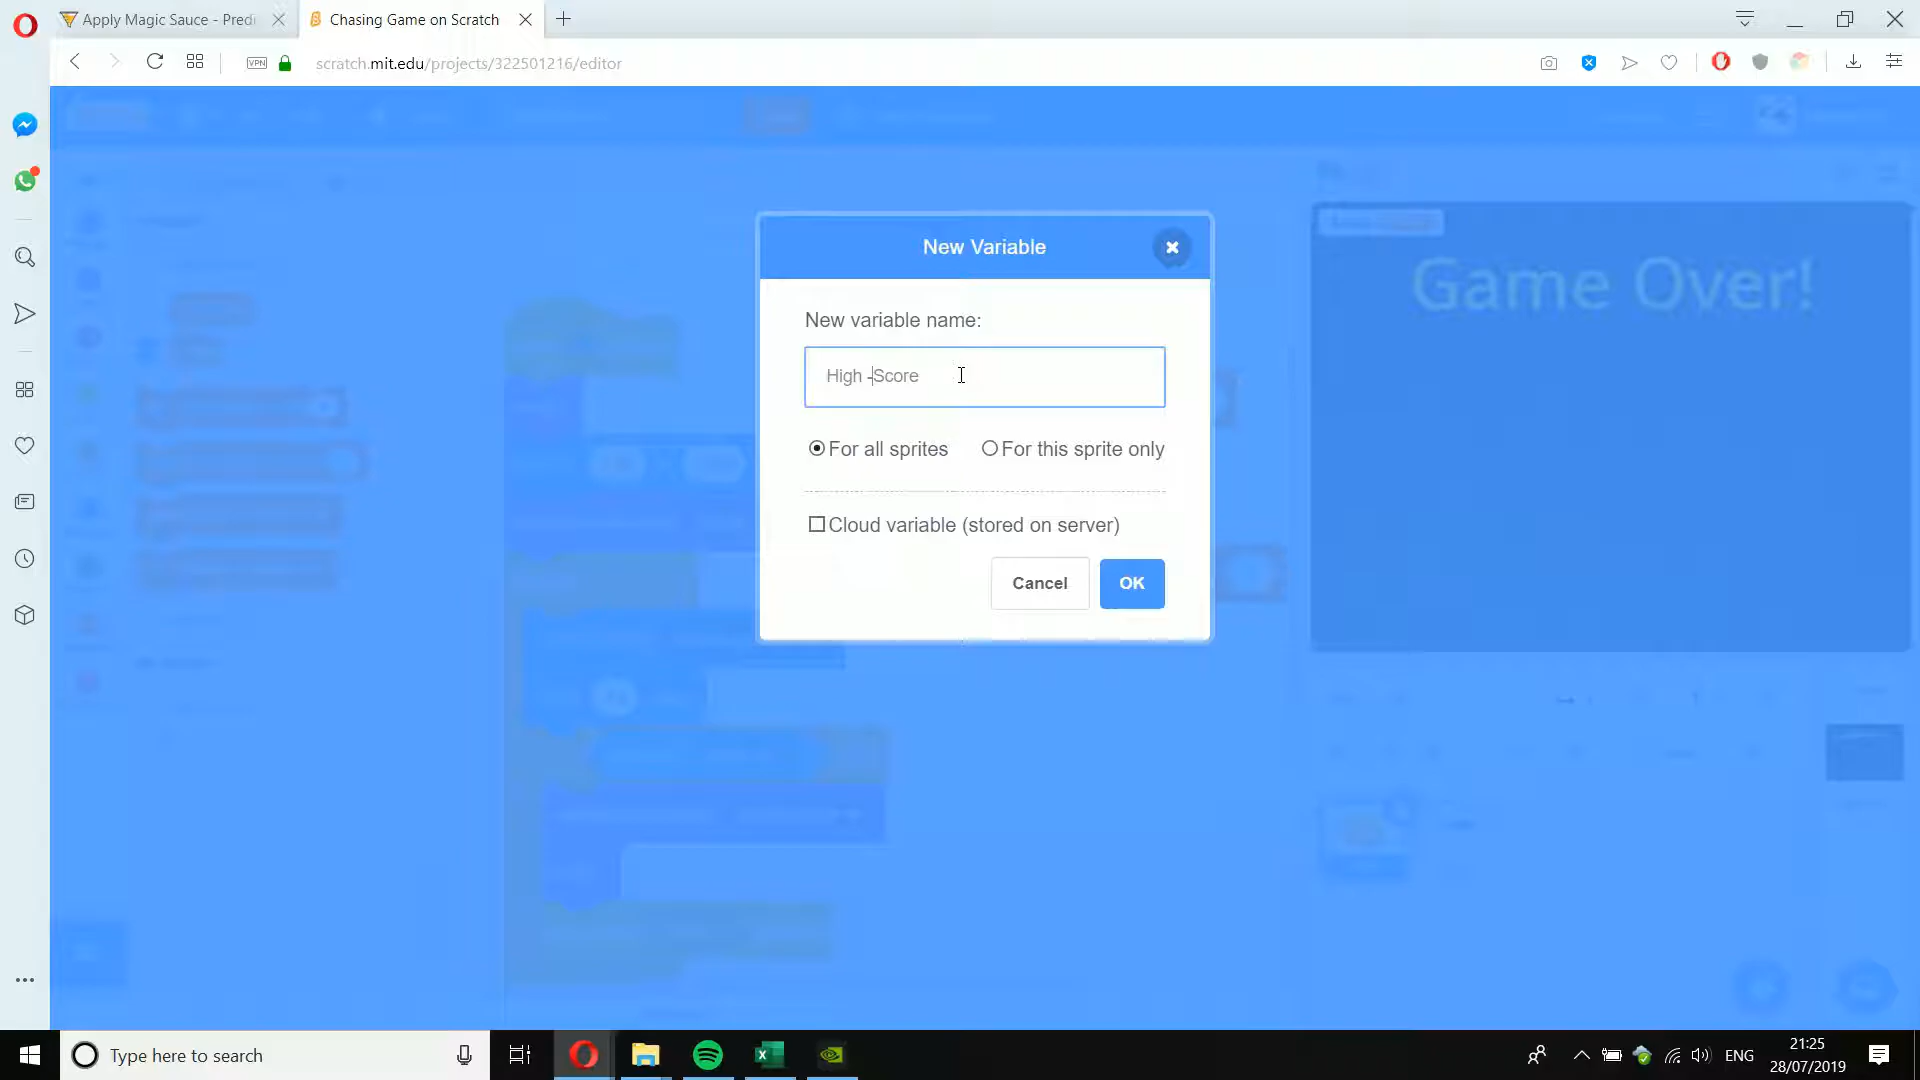 Apply Magic Sauce - Predi
Chasing Game on Scratch
VPN
scratch.mit.edu/projects/322501216/editor
New Variable
New variable name:
High -Score
For all sprites
For this sprite only
Cloud variable (stored on server)
Cancel
OK
Game Over!
Type here to search
ENG
21:25
28/07/2019